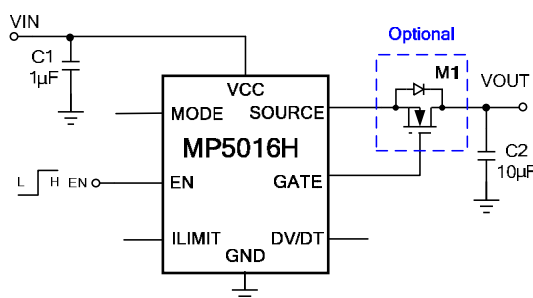 VIN
Optional
C1
1µF
M1
VOUT
VCC
MODE
SOURCE
MP5016H
C2
10µF
L
H
EN
EN
GATE
ILIMIT
DV/DT
GND